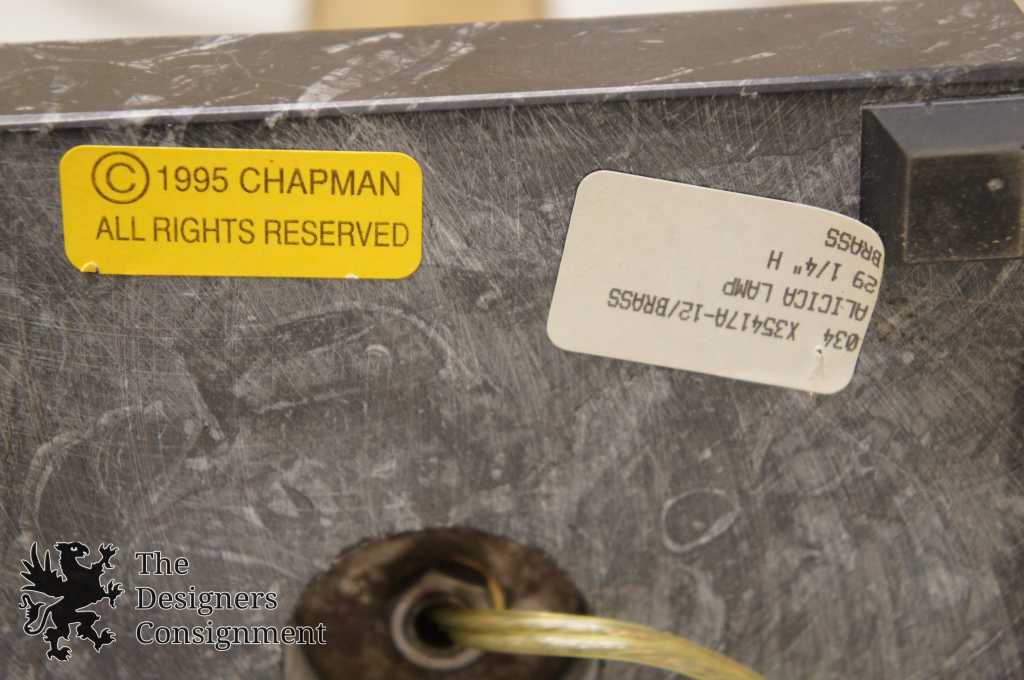 © 1995 CHAPMAN
ALL RIGHTS RESERVED
034 X35417A-12/BRASS
ALICICA LAMP
29 1/4" H
BRASS
The
Designers
Consignment